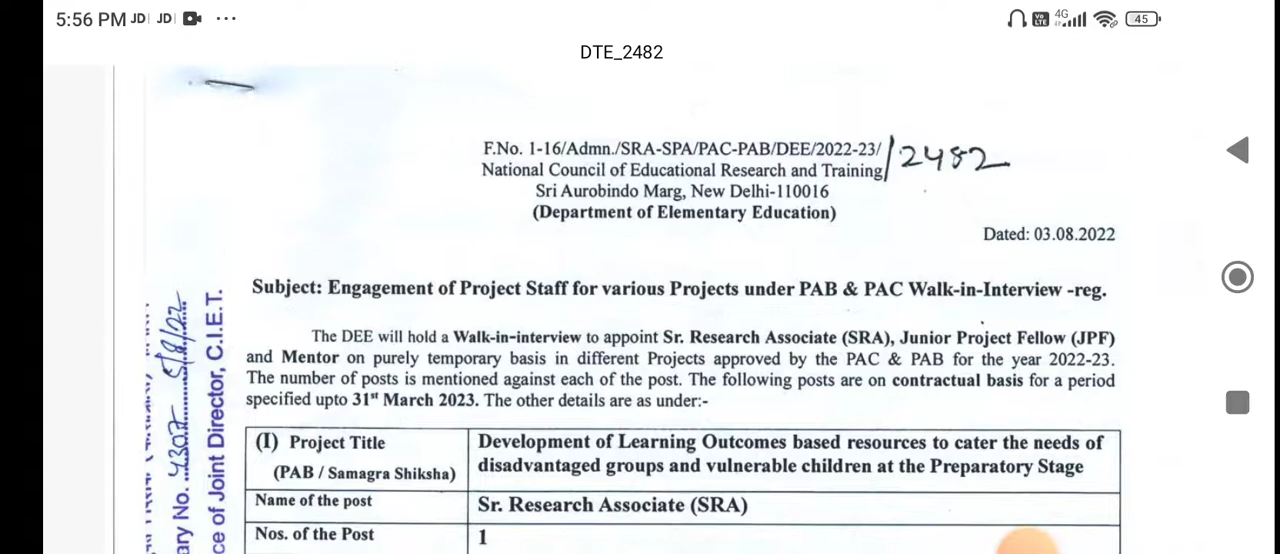 5:56 PM JD JD ...
4G
Vo LTE
45
DTE_2482
F.No. 1-16/Admn./SRA-SPA/PAC-PAB/DEE/2022-23/2482
National Council of Educational Research and Training
Sri Aurobindo Marg, New Delhi-110016
(Department of Elementary Education)
Dated: 03.08.2022
Subject: Engagement of Project Staff for various Projects under PAB & PAC Walk-in-Interview -reg.
The DEE will hold a Walk-in-interview to appoint Sr. Research Associate (SRA), Junior Project Fellow (JPF)
and Mentor on purely temporary basis in different Projects approved by the PAC & PAB for the year 2022-23.
The number of posts is mentioned against each of the post. The following posts are on contractual basis for a period
specified upto 31st March 2023. The other details are as under:-
(I) Project Title
(PAB / Samagra Shiksha)
Development of Learning Outcomes based resources to cater the needs of
disadvantaged groups and vulnerable children at the Preparatory Stage
Name of the post
Sr. Research Associate (SRA)
Nos. of the Post
1
ary No. 4307 5/8/22
ce of Joint Director, C.I.E.T.